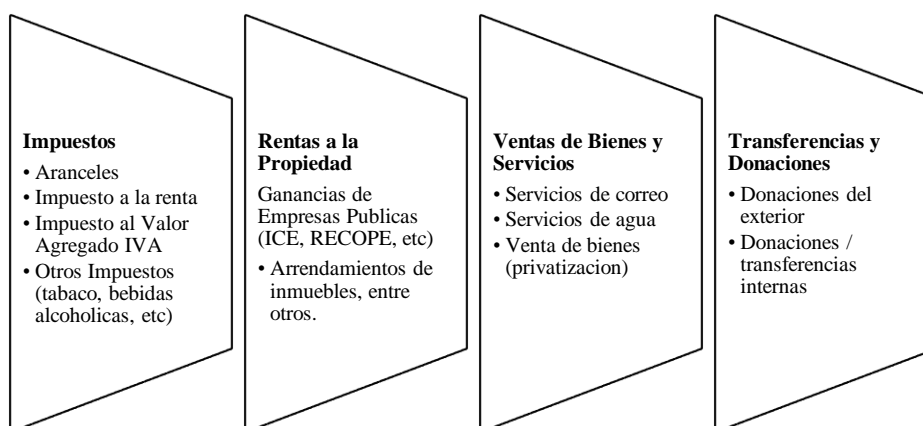 Impuestos
• Aranceles
• Impuesto a la renta
• Impuesto al Valor
Agregado IVA
• Otros Impuestos
(tabaco, bebidas
alcoholicas, etc)
Rentas a la
Propiedad
Ganancias de
Empresas Publicas
(ICE, RECOPE, etc)
• Arrendamientos de
inmuebles, entre
otros.
Ventas de Bienes y
Servicios
• Servicios de correo
• Servicios de agua
• Venta de bienes
(privatizacion)
Transferencias y
Donaciones
• Donaciones del
exterior
• Donaciones /
transferencias
internas